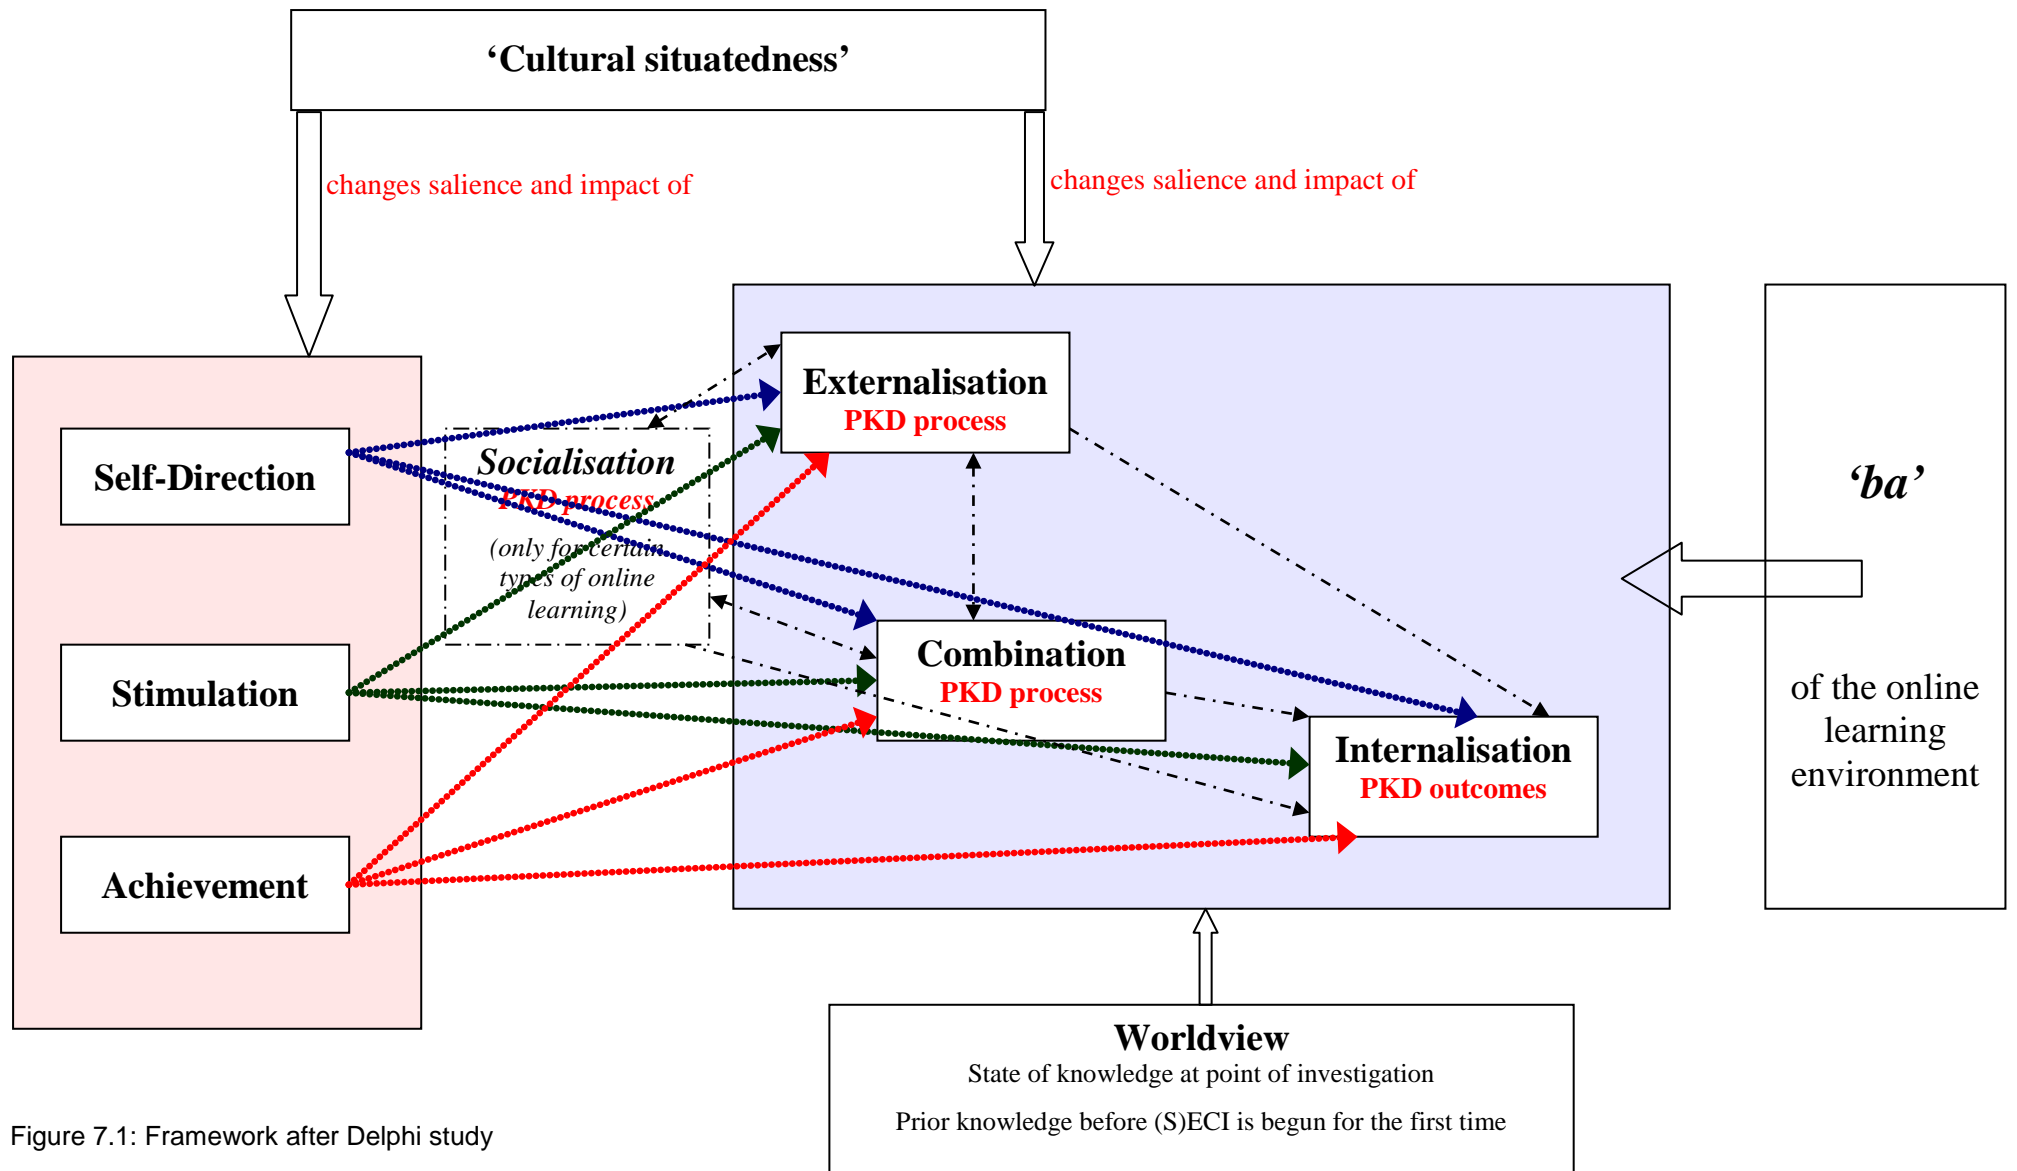 ‘Cultural situatedness’
changes salience and impact of
changes salience and impact of
Externalisation
PKD process
Self-Direction
Socialisation
PKD process
(only for certain
types of online
learning)
‘ba’
of the online
learning
environment
Stimulation
Combination
PKD process
Internalisation
PKD outcomes
Achievement
Worldview
State of knowledge at point of investigation
Prior knowledge before (S)ECI is begun for the first time
Figure 7.1: Framework after Delphi study